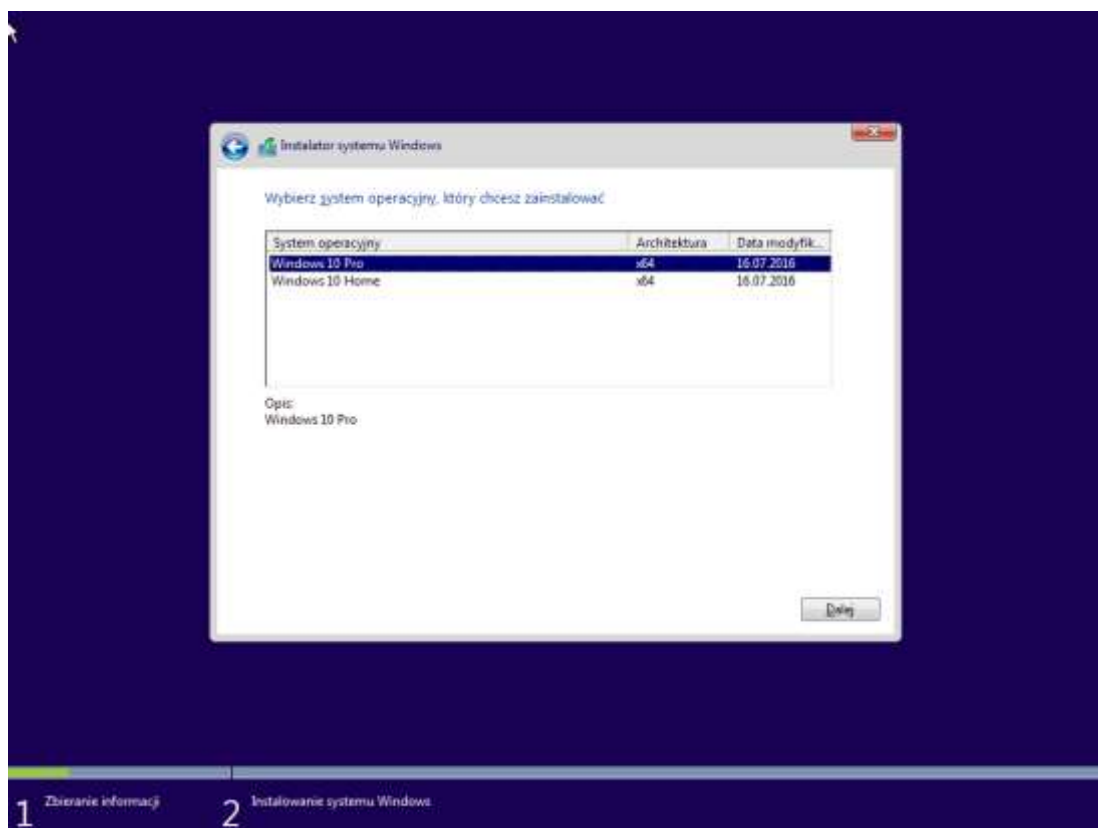 Instalator systemu Windows
Wybierz system operacyjny, który chcesz zainstalować
System operacyjny Architektura Data modyfik...
Windows 10 Pro x64 16.07.2016
Windows 10 Home x64 16.07.2016
Opis:
Windows 10 Pro
Dalej
1 Zbieranie informacji 2 Instalowanie systemu Windows